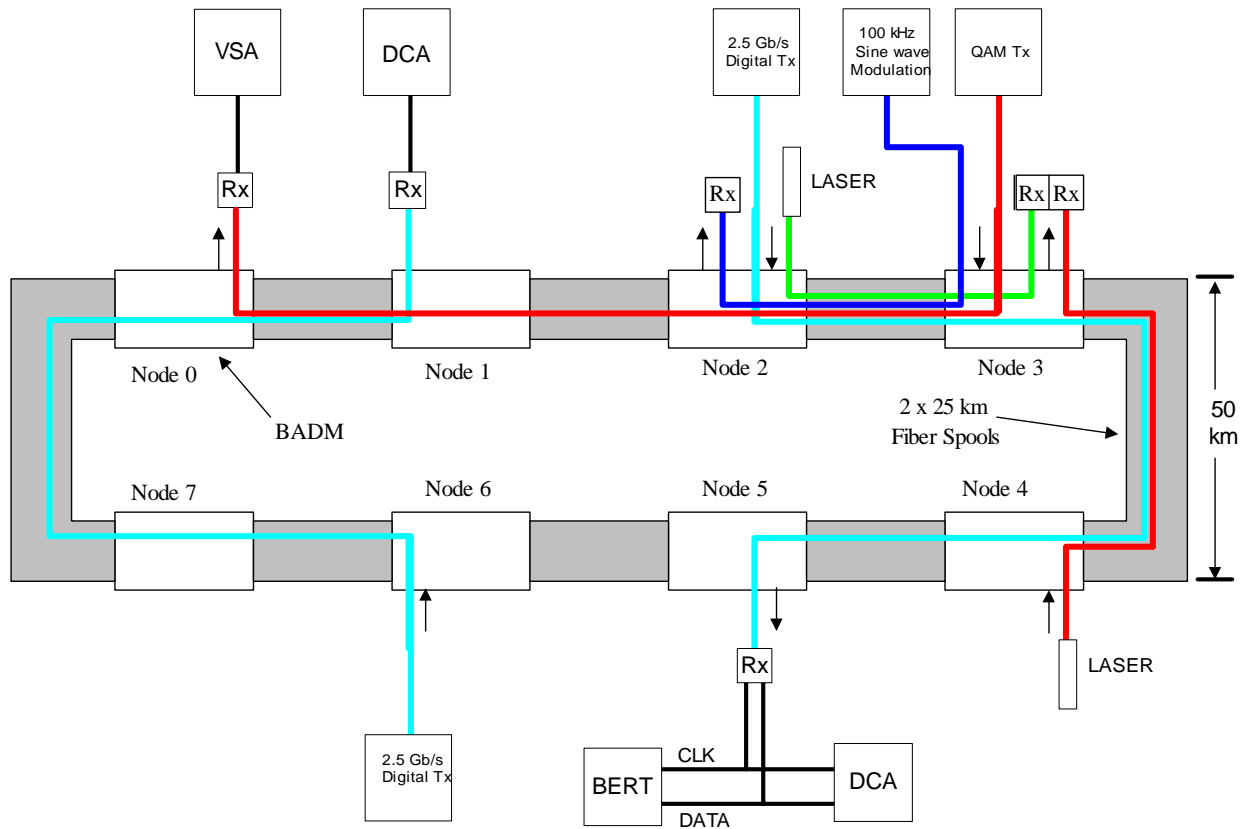 VSA
DCA
2.5 Gb/s
Digital Tx
100 kHz
Sine wave
Modulation
QAM Tx
Rx
Rx
Rx
LASER
Rx
Rx
Node 0
Node 1
Node 2
Node 3
BADM
2 x 25 km
Fiber Spools
50
km
Node 7
Node 6
Node 5
Node 4
Rx
LASER
2.5 Gb/s
Digital Tx
BERT
CLK
DATA
DCA